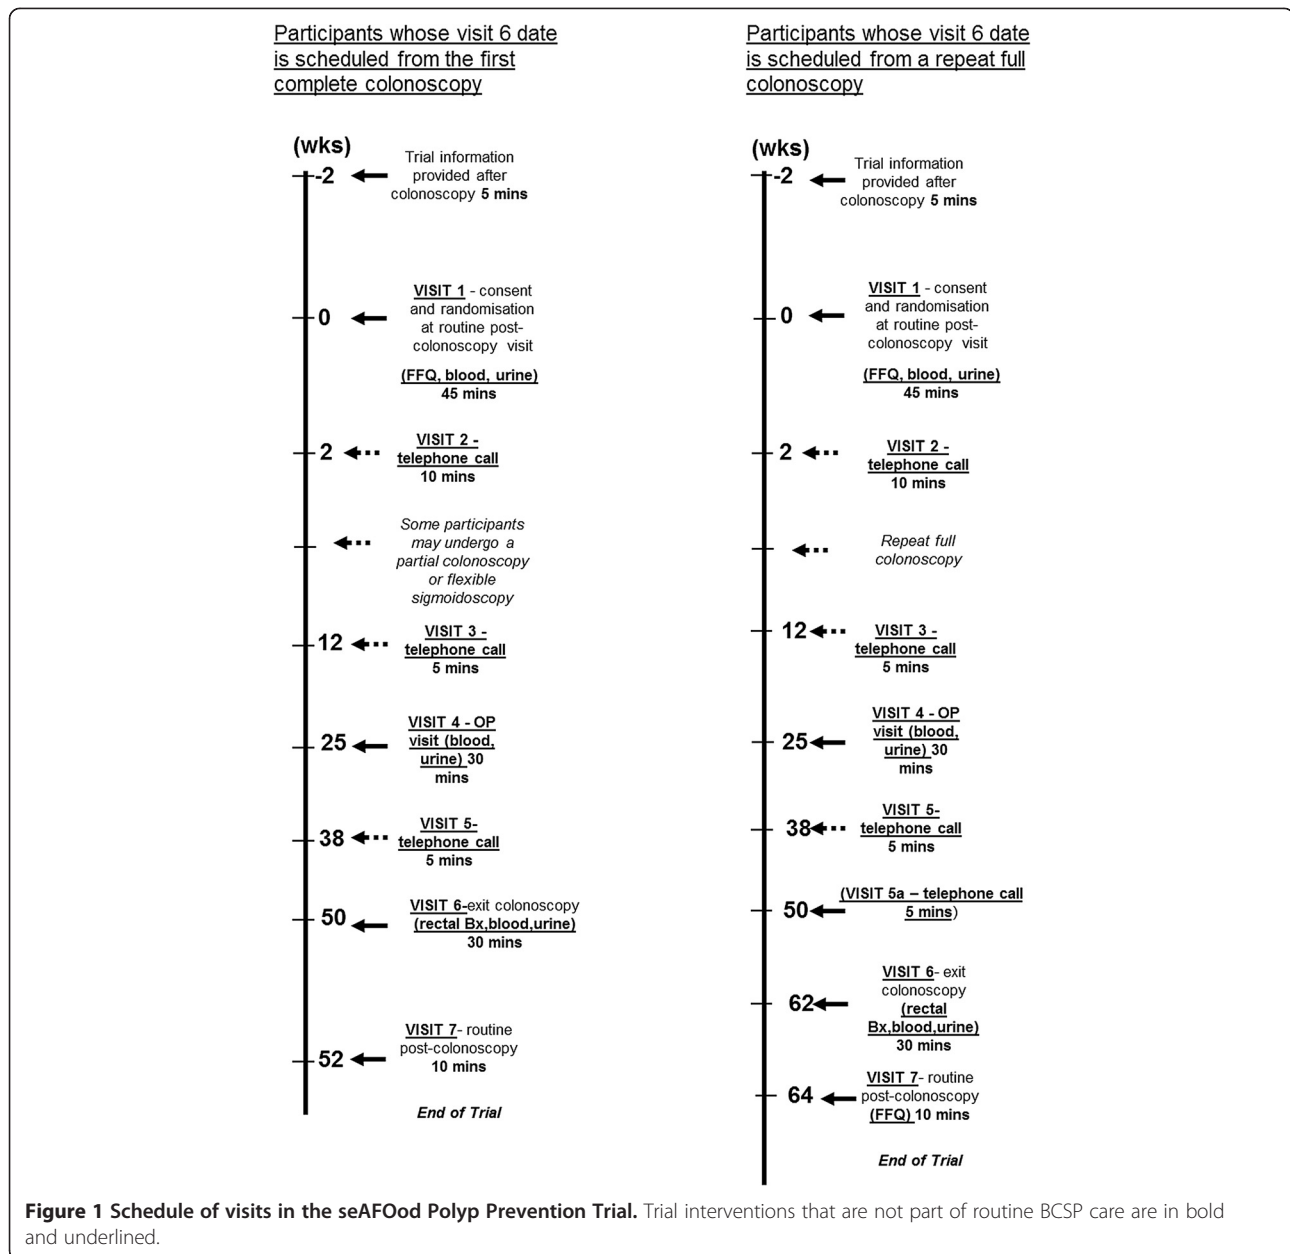 Participants whose visit 6 date
is scheduled from the first
complete colonoscopy
(wks)
-2
Trial information
provided after
colonoscopy 5 mins
0
VISIT 1 - consent
and randomisation
at routine post-
colonoscopy visit
(FFQ, blood, urine)
45 mins
2
VISIT 2 -
telephone call
10 mins
Some participants
may undergo a
partial colonoscopy
or flexible
sigmoidoscopy
12
VISIT 3 -
telephone call
5 mins
25
VISIT 4 - OP
visit (blood,
urine) 30
mins
38
VISIT 5-
telephone call
5 mins
50
VISIT 6-exit colonoscopy
(rectal Bx,blood,urine)
30 mins
52
VISIT 7- routine
post-colonoscopy
10 mins
End of Trial
Participants whose visit 6 date
is scheduled from a repeat full
colonoscopy
(wks)
-2
Trial information
provided after
colonoscopy 5 mins
0
VISIT 1 - consent
and randomisation
at routine post-
colonoscopy visit
(FFQ, blood, urine)
45 mins
2
VISIT 2 -
telephone call
10 mins
Repeat full
colonoscopy
12
VISIT 3 -
telephone call
5 mins
25
VISIT 4 - OP
visit (blood,
urine) 30
mins
38
VISIT 5-
telephone call
5 mins
50
(VISIT 5a – telephone call
5 mins)
62
VISIT 6- exit
colonoscopy
(rectal
Bx,blood,urine)
30 mins
64
VISIT 7- routine
post-colonoscopy
(FFQ) 10 mins
End of Trial
Figure 1 Schedule of visits in the seAFOod Polyp Prevention Trial. Trial interventions that are not part of routine BCSP care are in bold
and underlined.